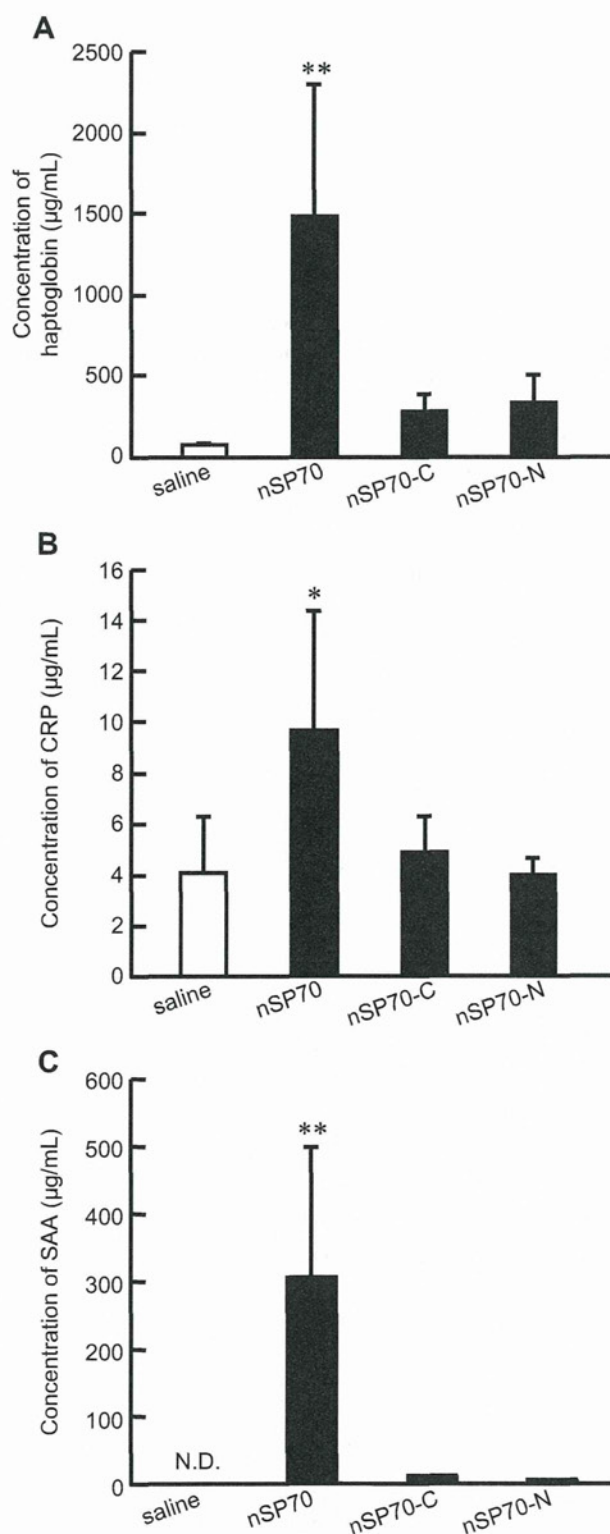 A
Concentration of
haptoglobin (µg/mL)
2500
2000
1500
1000
500
0
**
saline
nSP70
nSP70-C
nSP70-N
B
Concentration of CRP (µg/mL)
16
14
12
10
8
6
4
2
0
*
saline
nSP70
nSP70-C
nSP70-N
C
Concentration of SAA (µg/mL)
600
500
400
300
200
100
0
N.D.
**
saline
nSP70
nSP70-C
nSP70-N